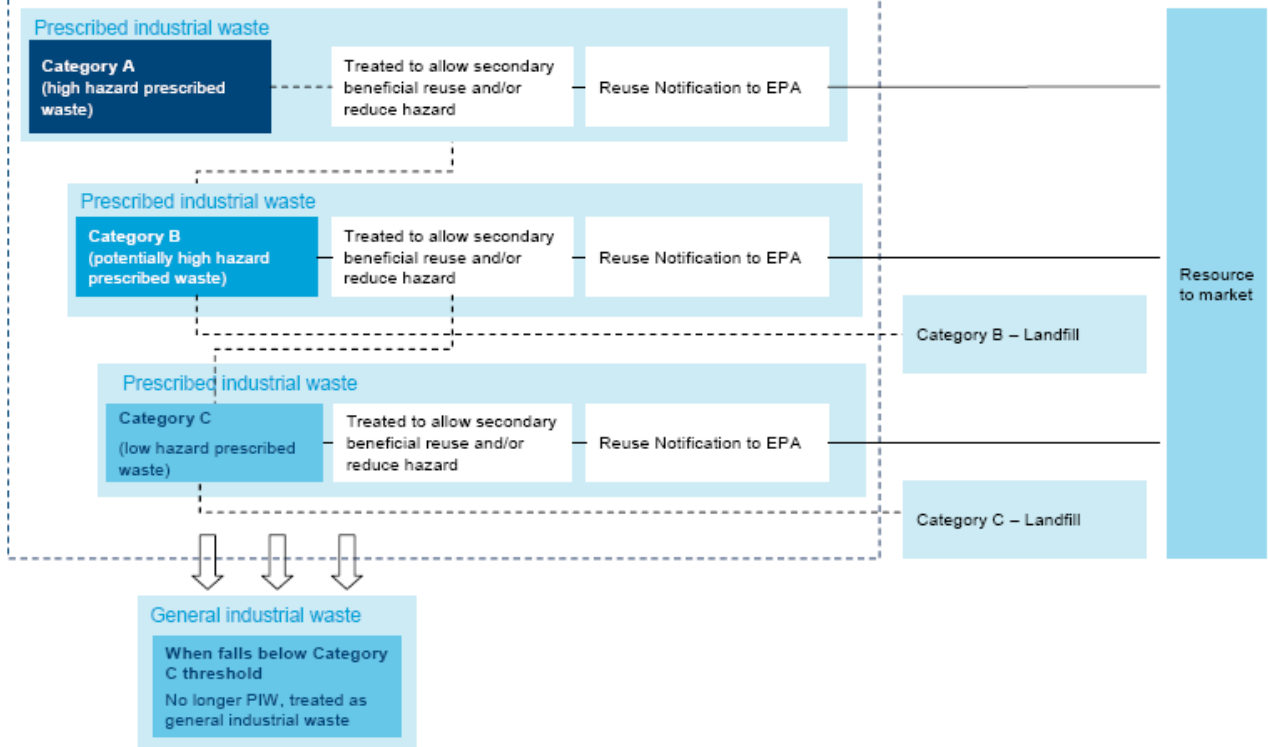 Prescribed industrial waste
Category A
(high hazard prescribed
waste)
Treated to allow secondary
beneficial reuse and/or
reduce hazard
Reuse Notification to EPA
Prescribed industrial waste
Category B
(potentially high hazard
prescribed waste)
Treated to allow secondary
beneficial reuse and/or
reduce hazard
Reuse Notification to EPA
Resource
to market
Category B – Landfill
Prescribed industrial waste
Category C
(low hazard prescribed
waste)
Treated to allow secondary
beneficial reuse and/or
reduce hazard
Reuse Notification to EPA
Category C – Landfill
General industrial waste
When falls below Category
C threshold
No longer PIW, treated as
general industrial waste